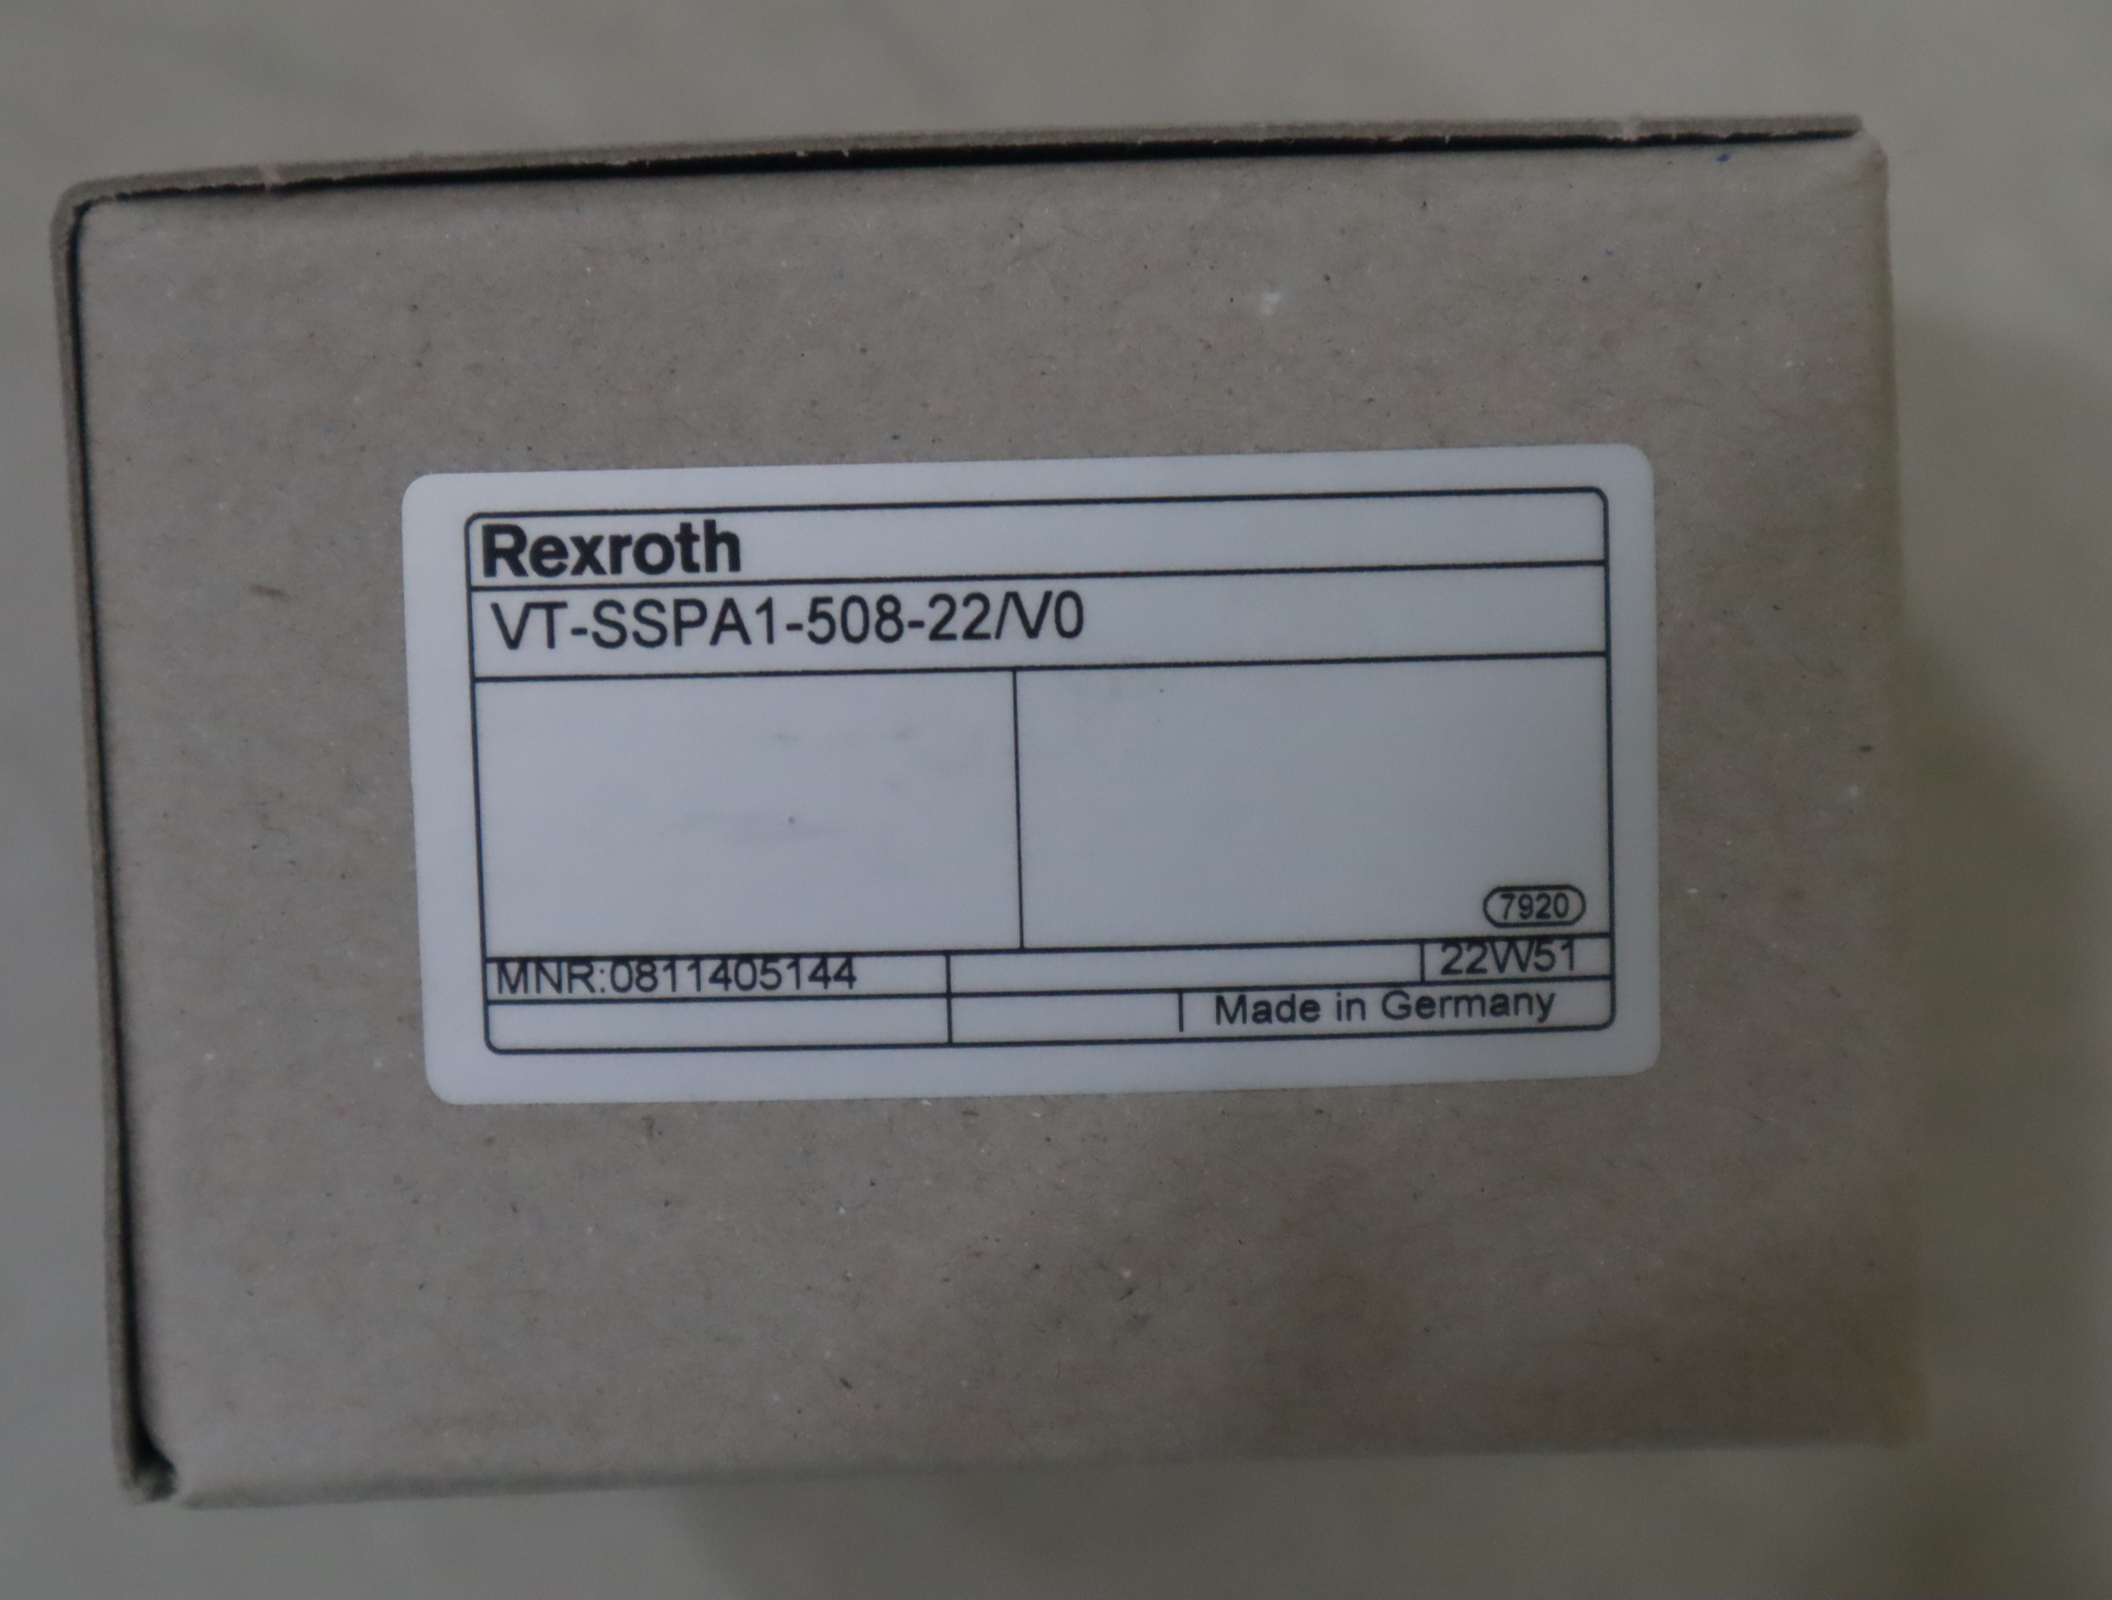 Rexroth
VT-SSPA1-508-22/V0
7920
MNR:0811405144
22W51
Made in Germany